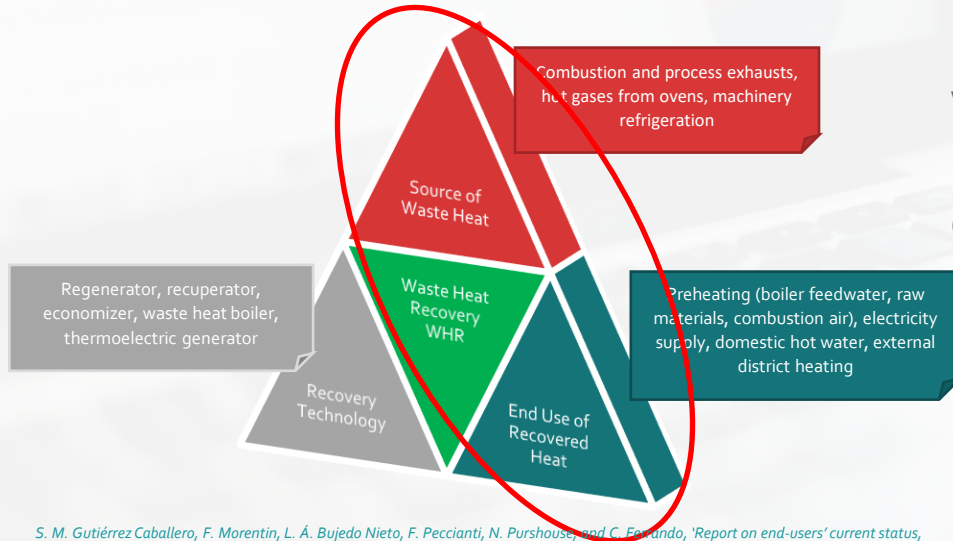 Combustion and process exhausts,
hot gases from ovens, machinery
refrigeration
Source of
Waste Heat
Regenerator, recuperator,
economizer, waste heat boiler,
thermoelectric generator
Waste Heat
Recovery
WHR
Preheating (boiler feedwater, raw
materials, combustion air), electricity
supply, domestic hot water, external
district heating
Recovery
Technology
End Use of
Recovered
Heat
S. M. Gutiérrez Caballero, F. Morentin, L. Á. Bujedo Nieto, F. Peccianti, N. Purshouse, and C. Ferrando, ‘Report on end-users’ current status,